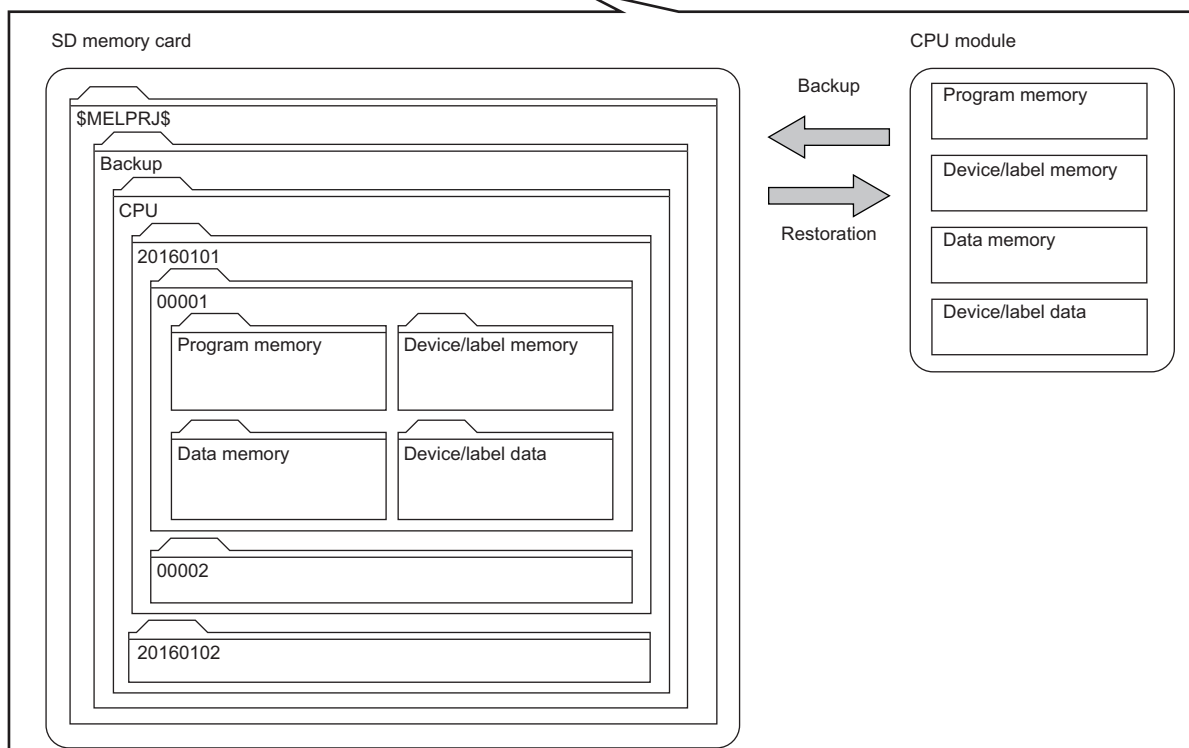 SD memory card
$MELPRJ$
Backup
CPU
20160101
00001
Program memory
Device/label memory
Data memory
Device/label data
00002
20160102
Backup
Restoration
CPU module
Program memory
Device/label memory
Data memory
Device/label data